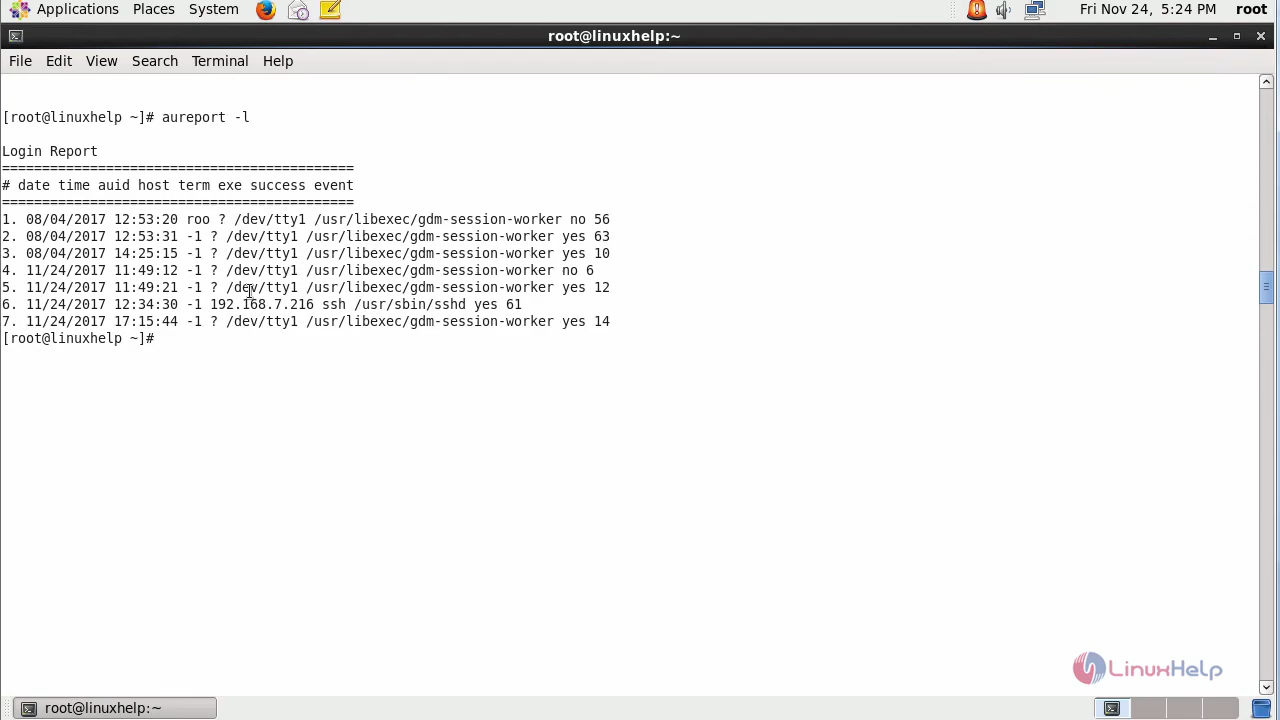 Applications Places System Fri Nov 24, 5:24 PM root
root@linuxhelp:~
File Edit View Search Terminal Help
[root@linuxhelp ~]# aureport -l
Login Report
============================================
# date time auid host term exe success event
============================================
1. 08/04/2017 12:53:20 roo ? /dev/tty1 /usr/libexec/gdm-session-worker no 56
2. 08/04/2017 12:53:31 -1 ? /dev/tty1 /usr/libexec/gdm-session-worker yes 63
3. 08/04/2017 14:25:15 -1 ? /dev/tty1 /usr/libexec/gdm-session-worker yes 10
4. 11/24/2017 11:49:12 -1 ? /dev/tty1 /usr/libexec/gdm-session-worker no 6
5. 11/24/2017 11:49:21 -1 ? /dev/tty1 /usr/libexec/gdm-session-worker yes 12
6. 11/24/2017 12:34:30 -1 192.168.7.216 ssh /usr/sbin/sshd yes 61
7. 11/24/2017 17:15:44 -1 ? /dev/tty1 /usr/libexec/gdm-session-worker yes 14
[root@linuxhelp ~]#
LinuxHelp
root@linuxhelp:~